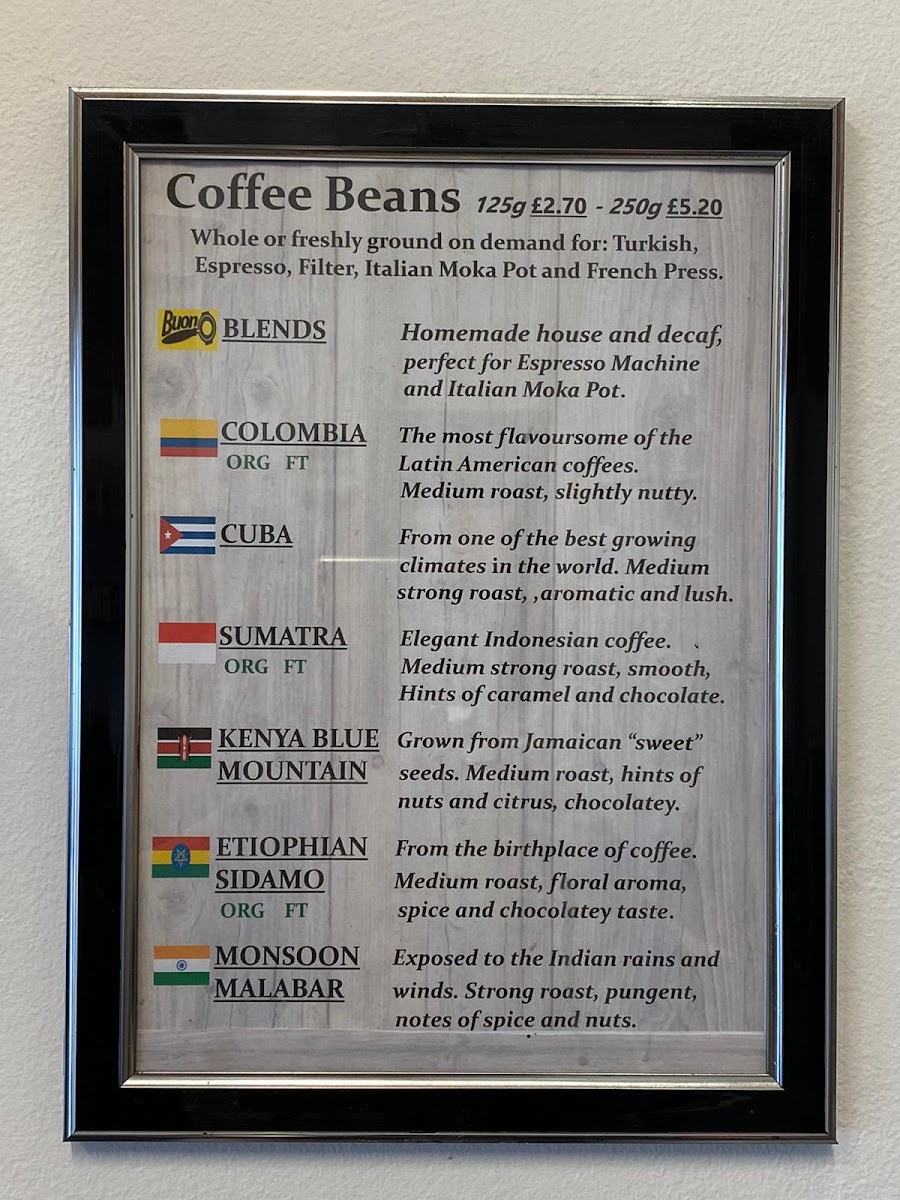 Coffee Beans 125g £2.70 - 250g £5.20
Whole or freshly ground on demand for: Turkish,
Espresso, Filter, Italian Moka Pot and French Press.
Buono BLENDS
Homemade house and decaf,
perfect for Espresso Machine
and Italian Moka Pot.
COLOMBIA
ORG FT
The most flavoursome of the
Latin American coffees.
Medium roast, slightly nutty.
CUBA
From one of the best growing
climates in the world. Medium
strong roast, ,aromatic and lush.
SUMATRA
ORG FT
Elegant Indonesian coffee.
Medium strong roast, smooth,
Hints of caramel and chocolate.
KENYA BLUE
MOUNTAIN
Grown from Jamaican “sweet”
seeds. Medium roast, hints of
nuts and citrus, chocolatey.
ETIOPHIAN
SIDAMO
ORG FT
From the birthplace of coffee.
Medium roast, floral aroma,
spice and chocolatey taste.
MONSOON
MALABAR
Exposed to the Indian rains and
winds. Strong roast, pungent,
notes of spice and nuts.